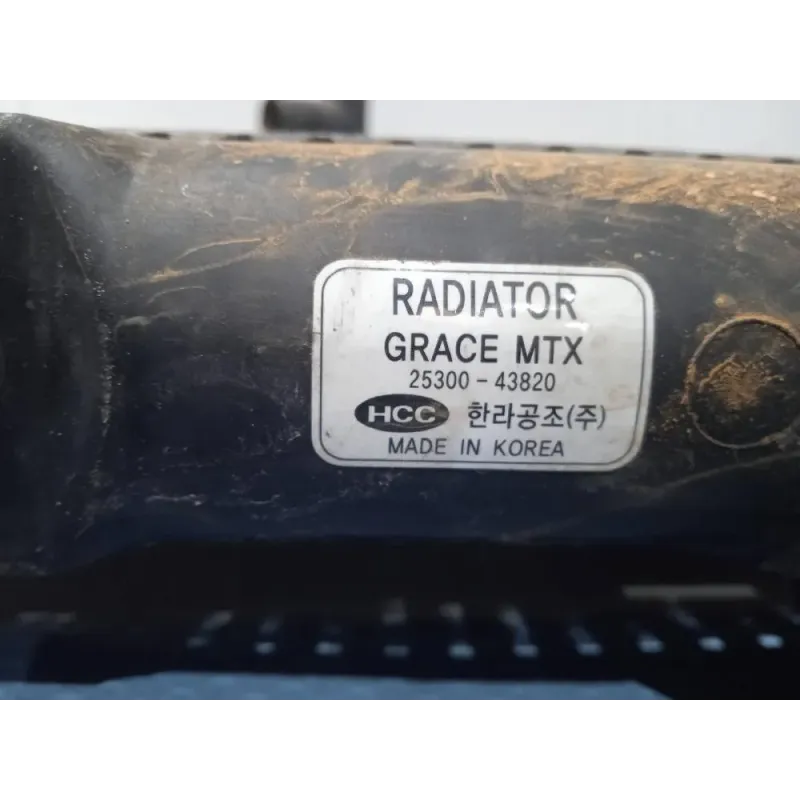 RADIATOR
GRACE MTX
25300-43820
HCC 한라공조(주)
MADE IN KOREA